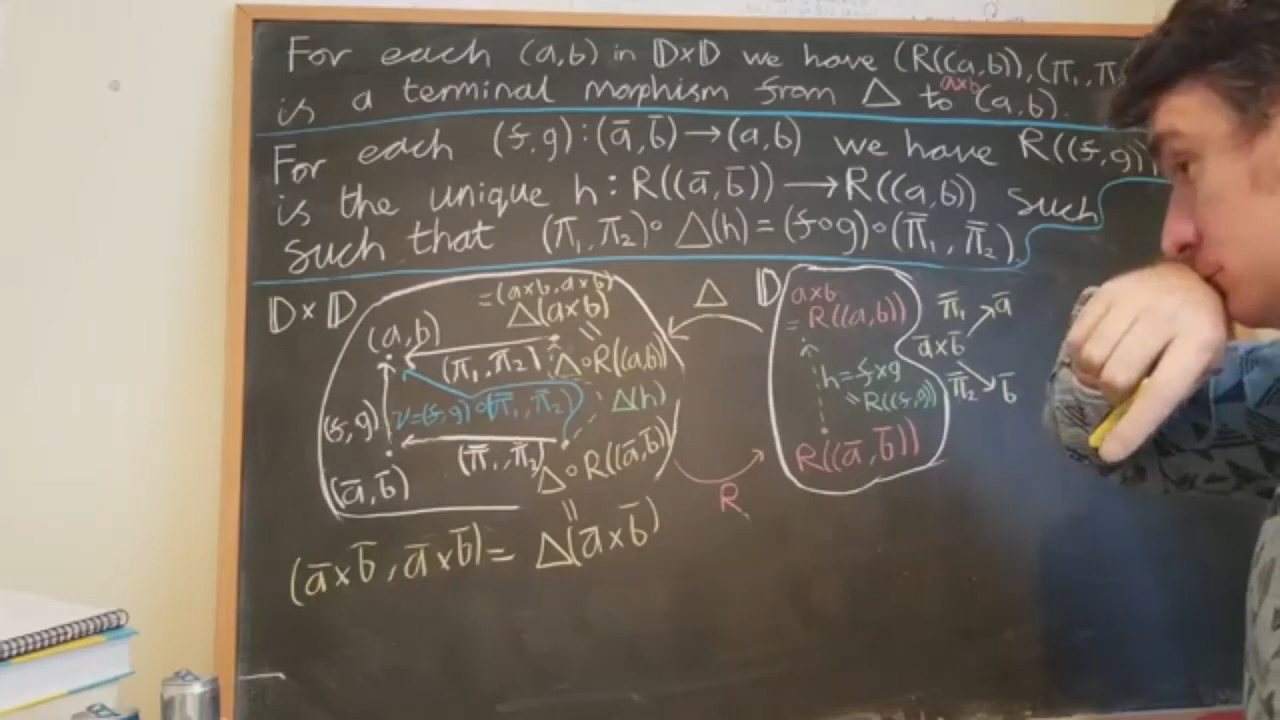 For each (a,b) in 𝔻×𝔻 we have (R((a,b)),(π₁,π₂
is a terminal morphism from Δ to (a,b).
a×b
For each (f,g):(ā,b̄)→(a,b) we have R((f,g))
is the unique h : R((ā,b̄)) ⟶ R((a,b)) such
such that (π₁,π₂)∘ Δ(h) = (f∘g)∘(π̄₁, π̄₂).
𝔻×𝔻
=(a×b,a×b)
Δ(a×b)
=
(a,b)
(π₁,π₂)
Δ∘R((a,b))
(f,g)
ν=(f,g)∘(π̄₁,π̄₂)
Δ(h)
(π̄₁,π̄₂)
(ā,b̄)
Δ∘R((ā,b̄))
=
(ā×b̄,ā×b̄)= Δ(ā×b̄)
Δ
R
𝔻
a×b
= R((a,b))
h=f×g
=R((f,g))
R((ā,b̄))
π̄₁ ā
ā×b̄
π̄₂ b̄